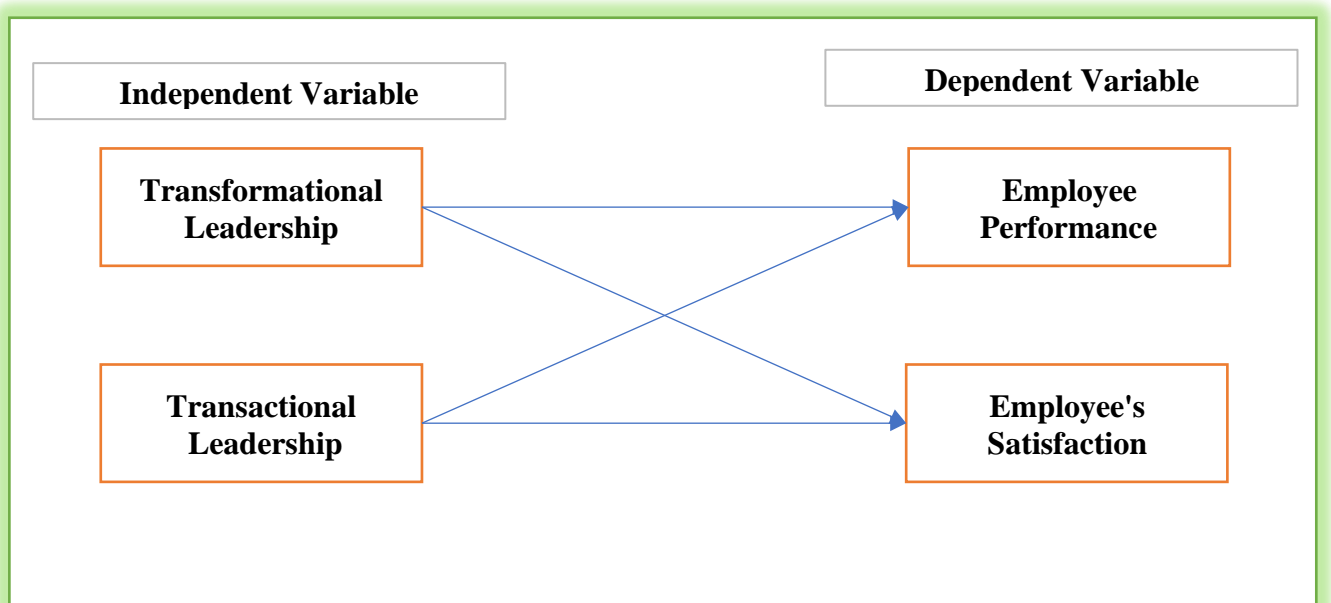 Independent Variable
Dependent Variable
Transformational
Leadership
Employee
Performance
Transactional
Leadership
Employee's
Satisfaction